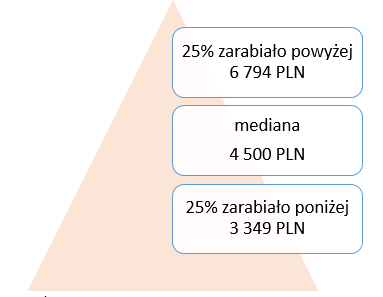 25% zarabiało powyżej
6 794 PLN
mediana
4 500 PLN
25% zarabiało poniżej
3 349 PLN